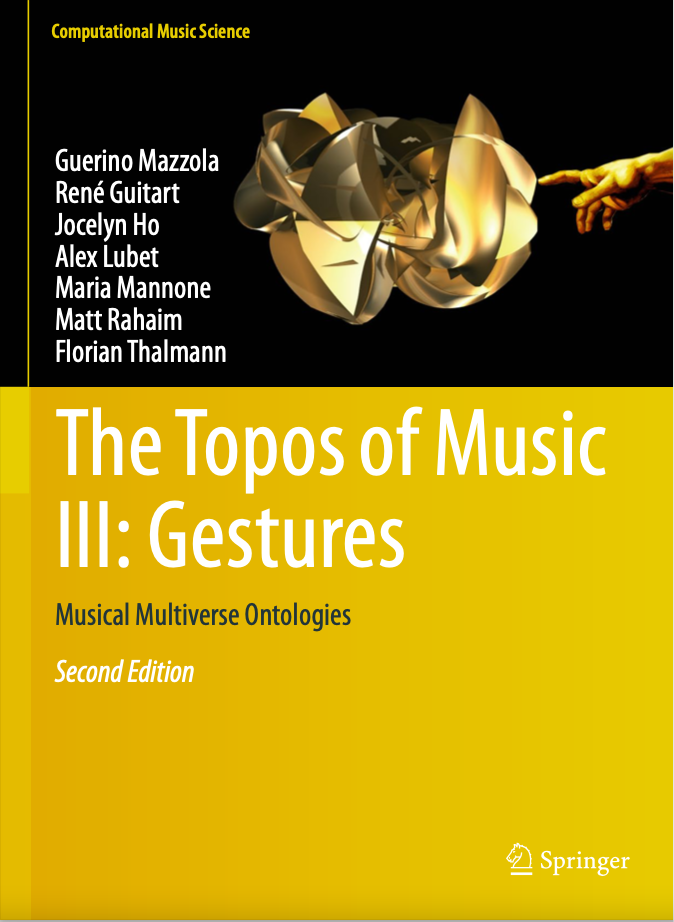 Computational Music Science
Guerino Mazzola
René Guitart
Jocelyn Ho
Alex Lubet
Maria Mannone
Matt Rahaim
Florian Thalmann
The Topos of Music
III: Gestures
Musical Multiverse Ontologies
Second Edition
Springer